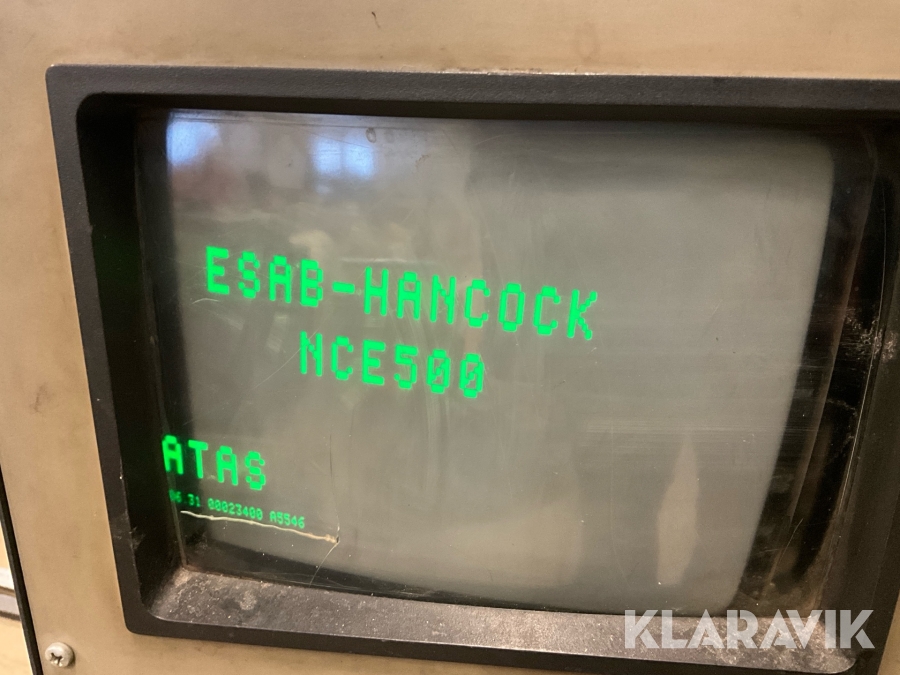 ESAB-HANCOCK
NCE500
ATAS
06 31 00023400 A5546
KLARAVIK